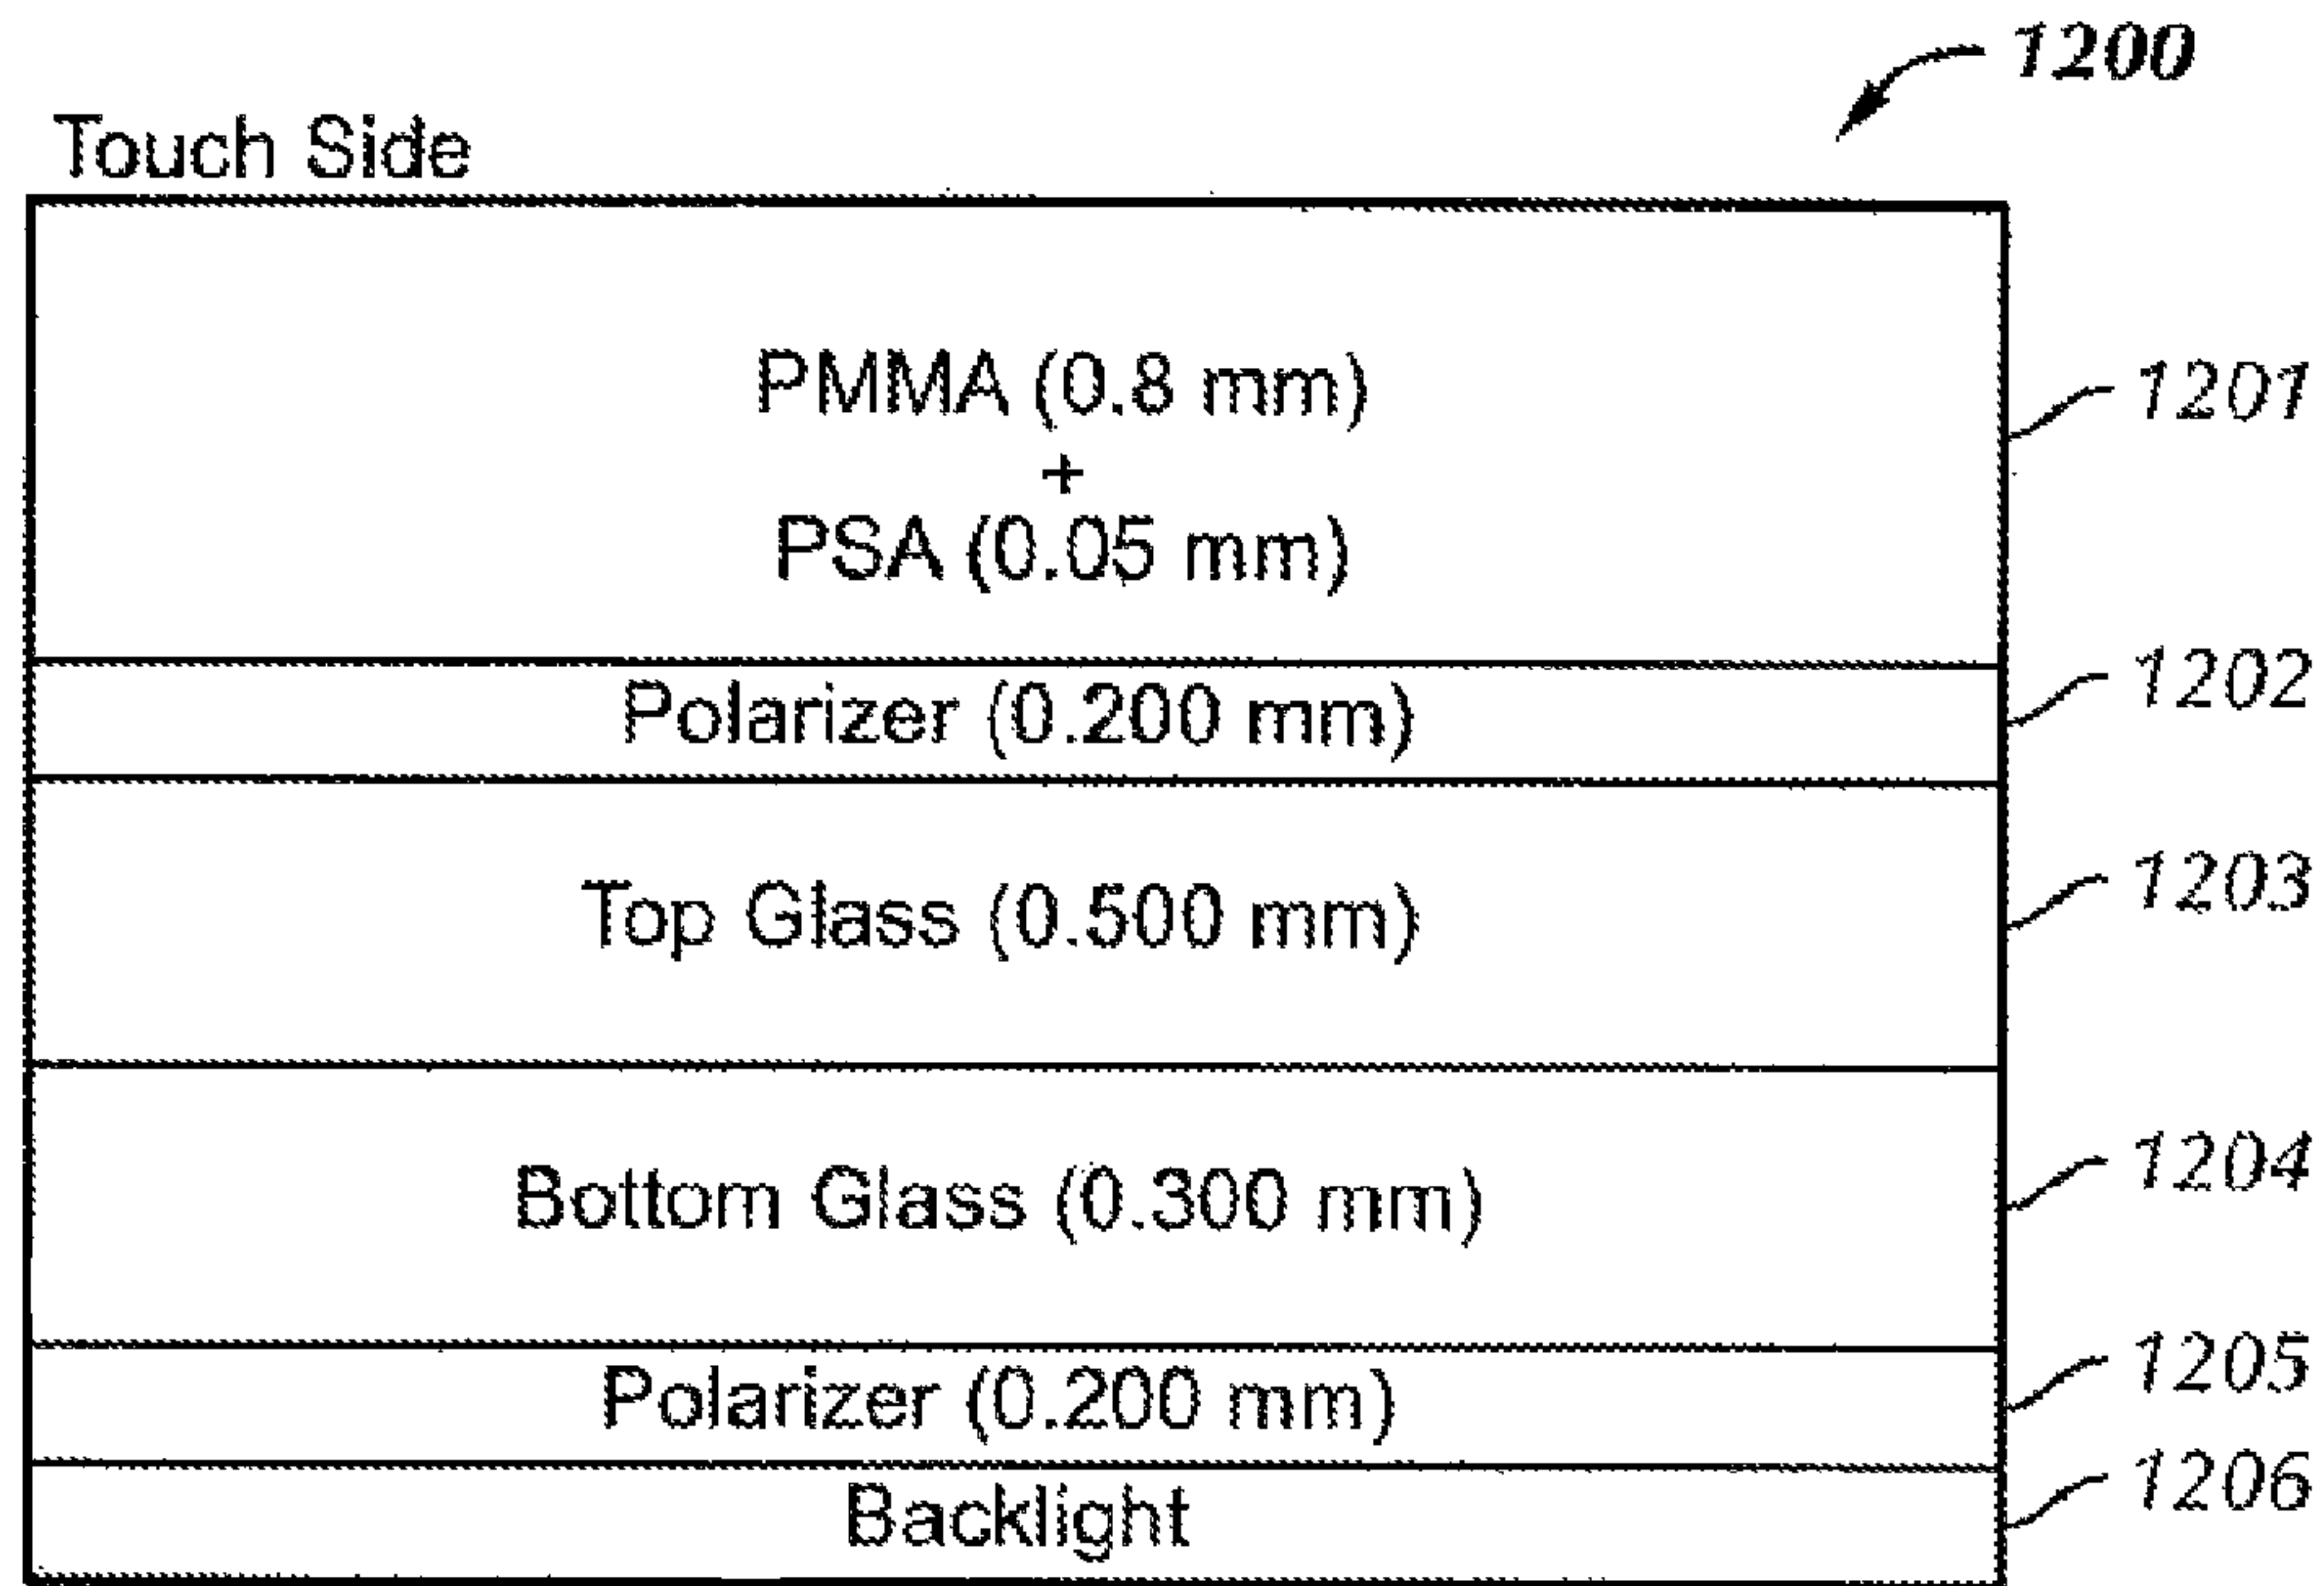 1200
Touch Side
PMMA (0.8 mm)
+
PSA (0.05 mm)
1201
Polarizer (0.200 mm)
1202
Top Glass (0.500 mm)
1203
Bottom Glass (0.300 mm)
1204
Polarizer (0.200 mm)
1205
Backlight
1206